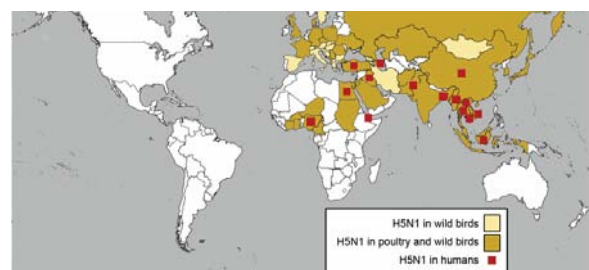 H5N1 in wild birds
H5N1 in poultry and wild birds
H5N1 in humans